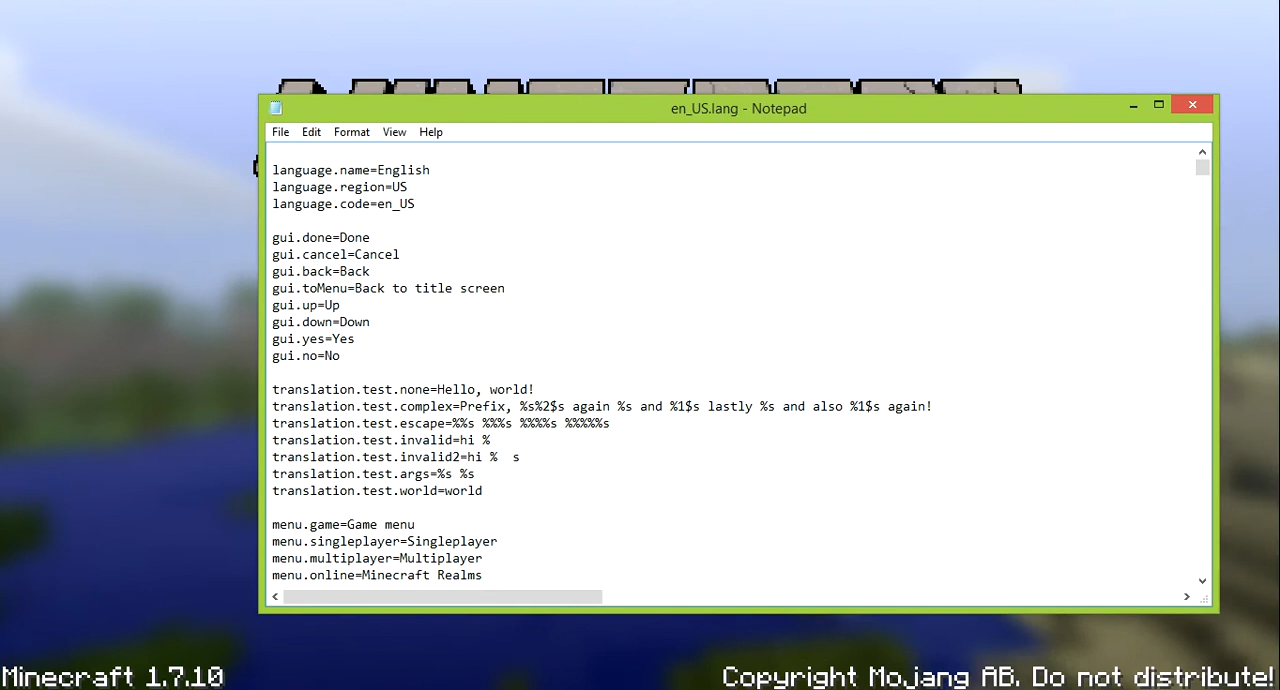 en_US.lang - Notepad
File Edit Format View Help
language.name=English
language.region=US
language.code=en_US
gui.done=Done
gui.cancel=Cancel
gui.back=Back
gui.toMenu=Back to title screen
gui.up=Up
gui.down=Down
gui.yes=Yes
gui.no=No
translation.test.none=Hello, world!
translation.test.complex=Prefix, %s%2$s again %s and %1$s lastly %s and also %1$s again!
translation.test.escape=%%s %%%s %%%%s %%%%%s
translation.test.invalid=hi %
translation.test.invalid2=hi %  s
translation.test.args=%s %s
translation.test.world=world
menu.game=Game menu
menu.singleplayer=Singleplayer
menu.multiplayer=Multiplayer
menu.online=Minecraft Realms
Minecraft 1.7.10
Copyright Mojang AB. Do not distribute!